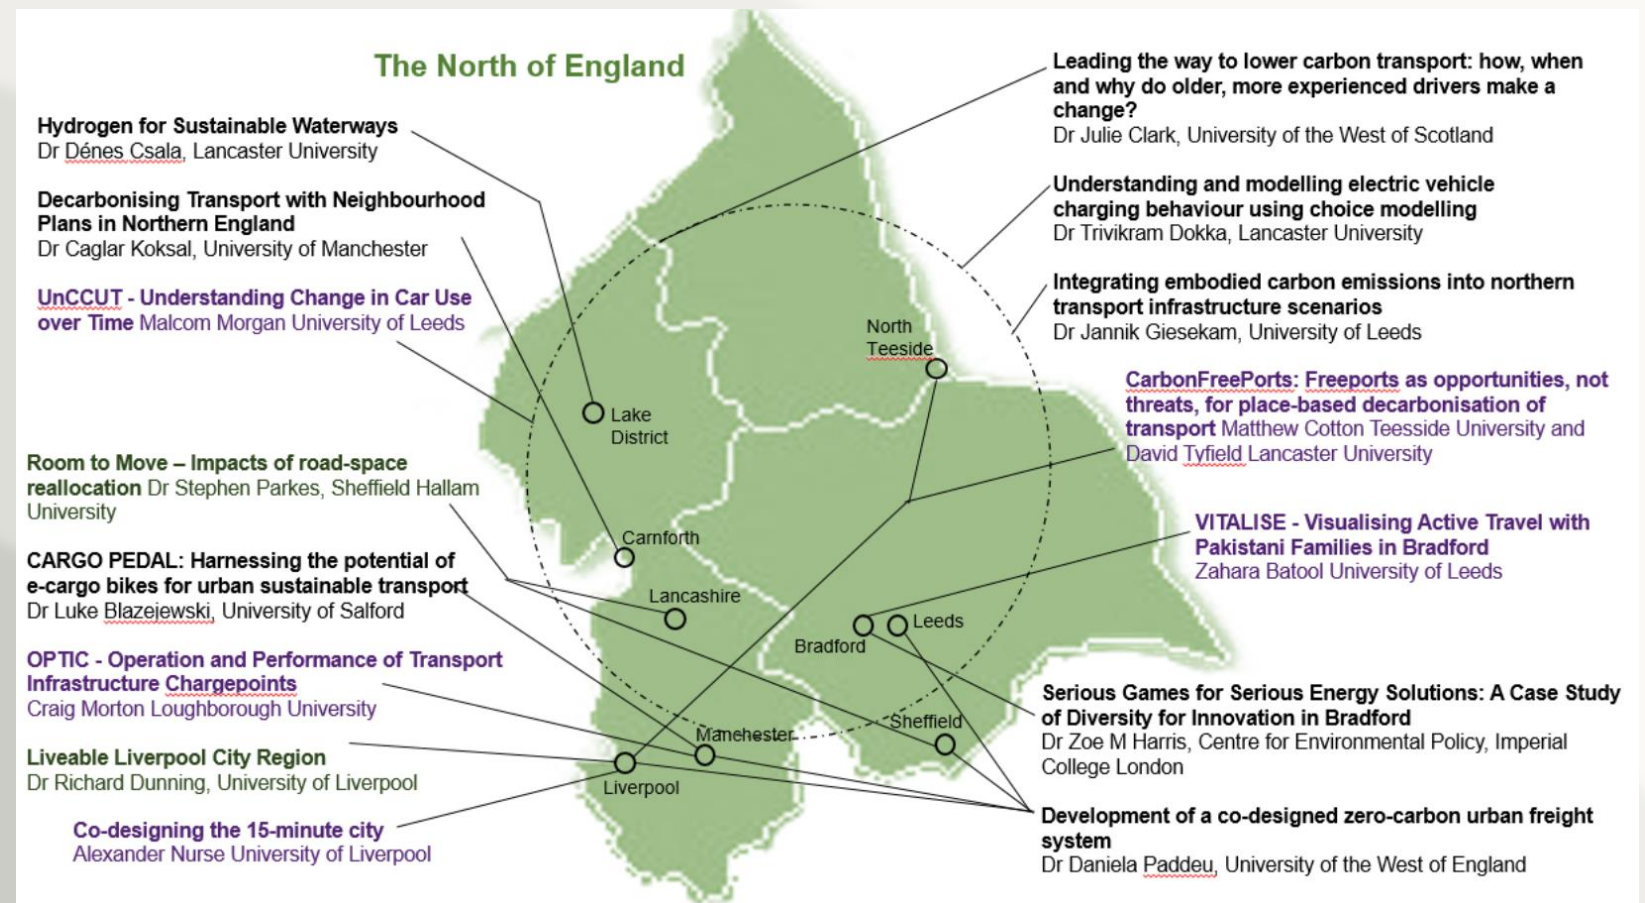 The North of England
Hydrogen for Sustainable Waterways
Dr Dénes Csala, Lancaster University
Decarbonising Transport with Neighbourhood
Plans in Northern England
Dr Caglar Koksal, University of Manchester
UnCCUT - Understanding Change in Car Use
over Time Malcom Morgan University of Leeds
Room to Move – Impacts of road-space
reallocation Dr Stephen Parkes, Sheffield Hallam
University
CARGO PEDAL: Harnessing the potential of
e-cargo bikes for urban sustainable transport
Dr Luke Blazejewski, University of Salford
OPTIC - Operation and Performance of Transport
Infrastructure Chargepoints
Craig Morton Loughborough University
Liveable Liverpool City Region
Dr Richard Dunning, University of Liverpool
Co-designing the 15-minute city
Alexander Nurse University of Liverpool
North
Teeside
Lake
District
Carnforth
Lancashire
Leeds
Bradford
Sheffield
Manchester
Liverpool
Leading the way to lower carbon transport: how, when
and why do older, more experienced drivers make a
change?
Dr Julie Clark, University of the West of Scotland
Understanding and modelling electric vehicle
charging behaviour using choice modelling
Dr Trivikram Dokka, Lancaster University
Integrating embodied carbon emissions into northern
transport infrastructure scenarios
Dr Jannik Giesekam, University of Leeds
CarbonFreePorts: Freeports as opportunities, not
threats, for place-based decarbonisation of
transport Matthew Cotton Teesside University and
David Tyfield Lancaster University
VITALISE - Visualising Active Travel with
Pakistani Families in Bradford
Zahara Batool University of Leeds
Serious Games for Serious Energy Solutions: A Case Study
of Diversity for Innovation in Bradford
Dr Zoe M Harris, Centre for Environmental Policy, Imperial
College London
Development of a co-designed zero-carbon urban freight
system
Dr Daniela Paddeu, University of the West of England